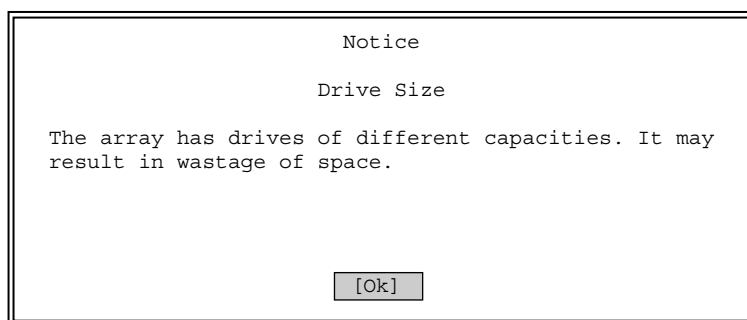 Notice
Drive Size
The array has drives of different capacities. It may
result in wastage of space.
[Ok]